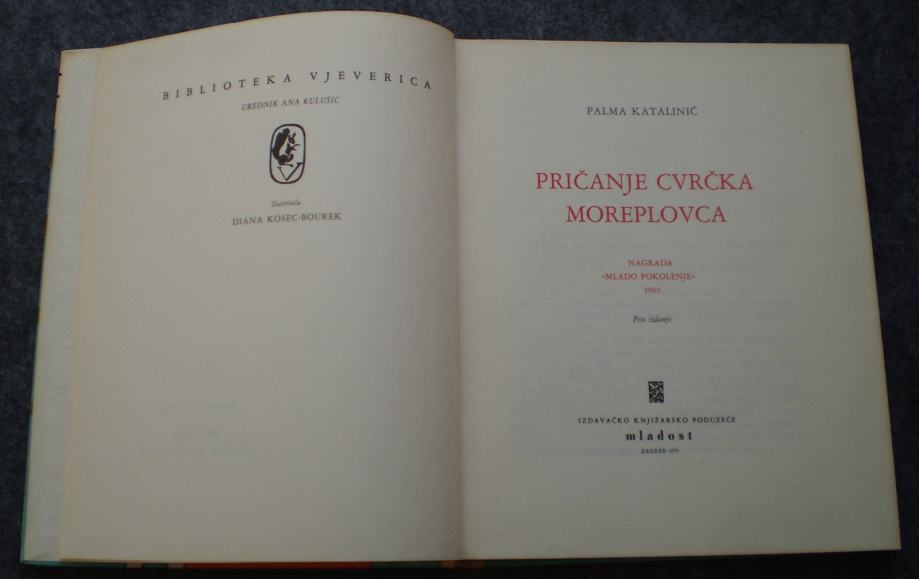 BIBLIOTEKA VJEVERICA
UREDNIK ANA KULUŠIĆ
V
Ilustrirala
DIANA KOSEC-BOUREK
PALMA KATALINIĆ
PRIČANJE CVRČKA
MOREPLOVCA
NAGRADA
»MLADO POKOLENJE«
1969.
Peto izdanje
IZDAVAČKO KNJIŽARSKO PODUZEĆE
mladost
ZAGREB